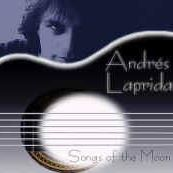 Andrés
Laprida
Songs of the Moon